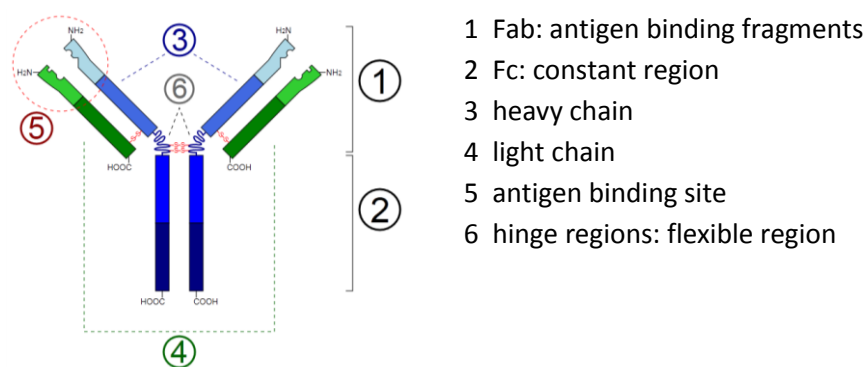 NH₂
H₂N
H₂N
NH₂
3
6
1
5
S
S
S
S
S
S
S
S
HOOC
COOH
2
HOOC
COOH
4
1 Fab: antigen binding fragments
2 Fc: constant region
3 heavy chain
4 light chain
5 antigen binding site
6 hinge regions: flexible region